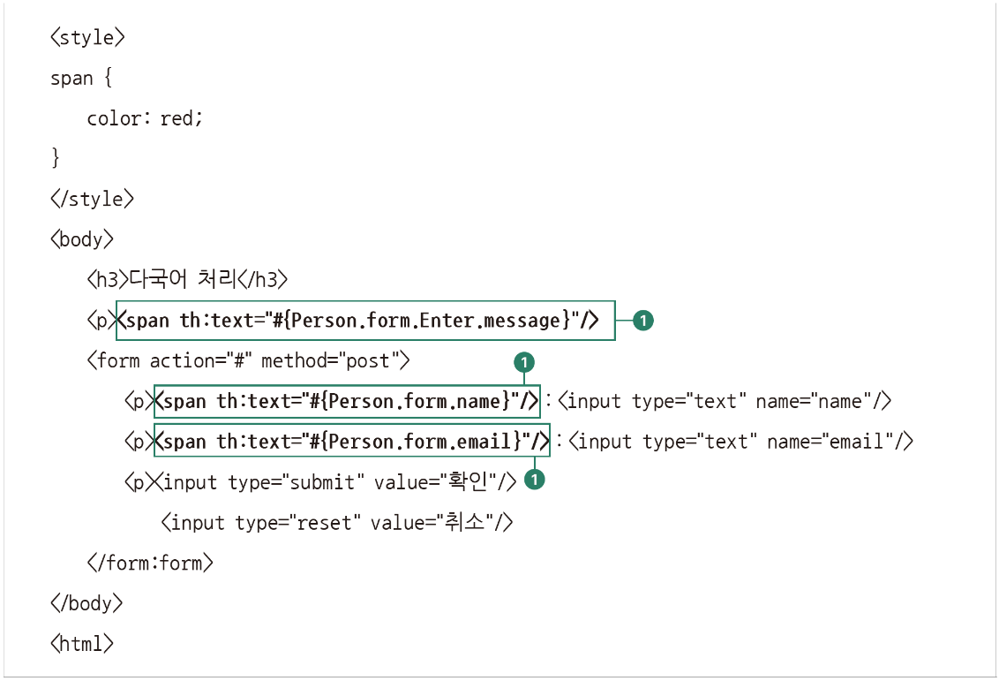 <style>
span {
color: red;
}
</style>
<body>
<h3>다국어 처리</h3>
<p><span th:text="#{Person.form.Enter.message}"/> 1
<form action="#" method="post">
1
<p><span th:text="#{Person.form.name}"/> : <input type="text" name="name"/>
<p><span th:text="#{Person.form.email}"/> : <input type="text" name="email"/>
<p><input type="submit" value="확인"/> 1
<input type="reset" value="취소"/>
</form:form>
</body>
<html>